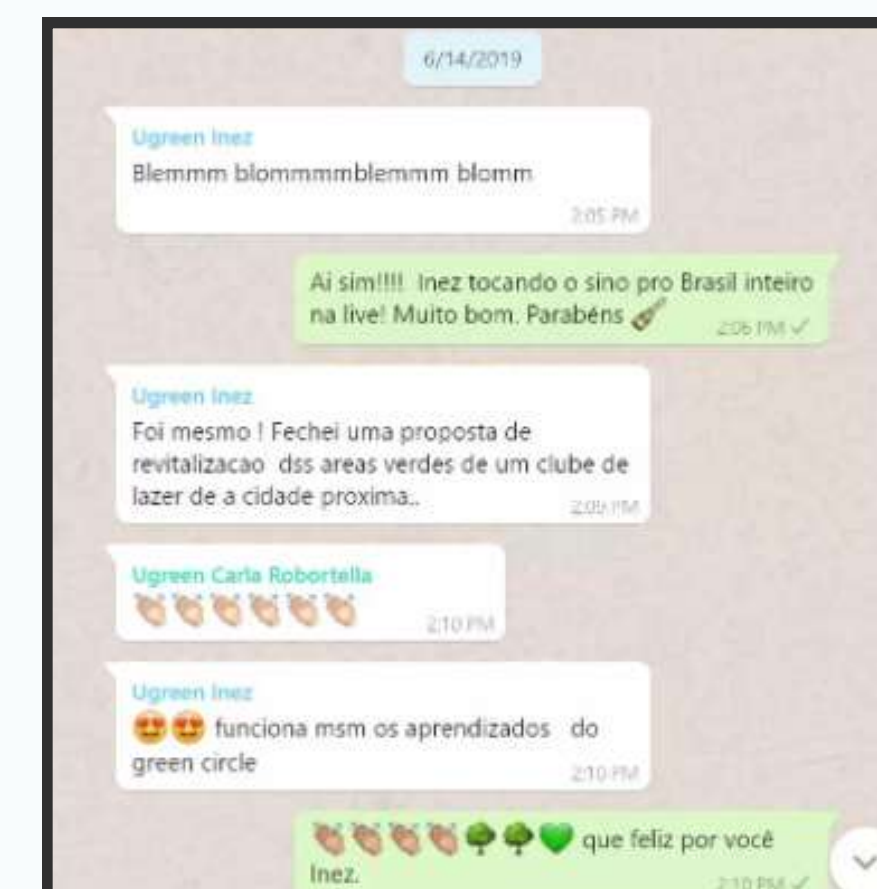 6/14/2019
Ugreen Inez
Blemmm blommmmblemmm blomm
2:05 PM
Ai sim!!!! Inez tocando o sino pro Brasil inteiro
na live! Muito bom. Parabéns 🎸
2:06 PM ✓
Ugreen Inez
Foi mesmo ! Fechei uma proposta de
revitalizacao dss areas verdes de um clube de
lazer de a cidade proxima..
2:09 PM
Ugreen Carla Robortella
👏🏼👏🏼👏🏼👏🏼👏🏼👏🏼
2:10 PM
Ugreen Inez
😍😍 funciona msm os aprendizados do
green circle
2:10 PM
👏🏽👏🏽👏🏽👏🏽🌳🌳💚 que feliz por você
Inez.
2:10 PM ✓